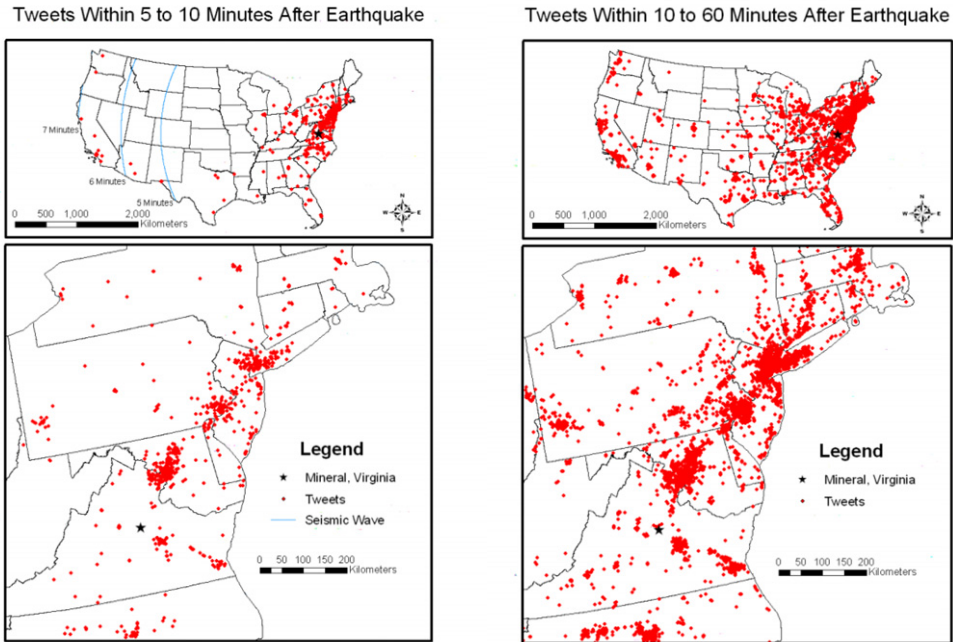 Tweets Within 5 to 10 Minutes After Earthquake
7 Minutes
6 Minutes
5 Minutes
0 500 1,000 2,000
Kilometers
N
W E
S
Legend
Mineral, Virginia
Tweets
Seismic Wave
0 50 100 150 200
Kilometers
Tweets Within 10 to 60 Minutes After Earthquake
0 500 1,000 2,000
Kilometers
N
W E
S
Legend
Mineral, Virginia
Tweets
0 50 100 150 200
Kilometers